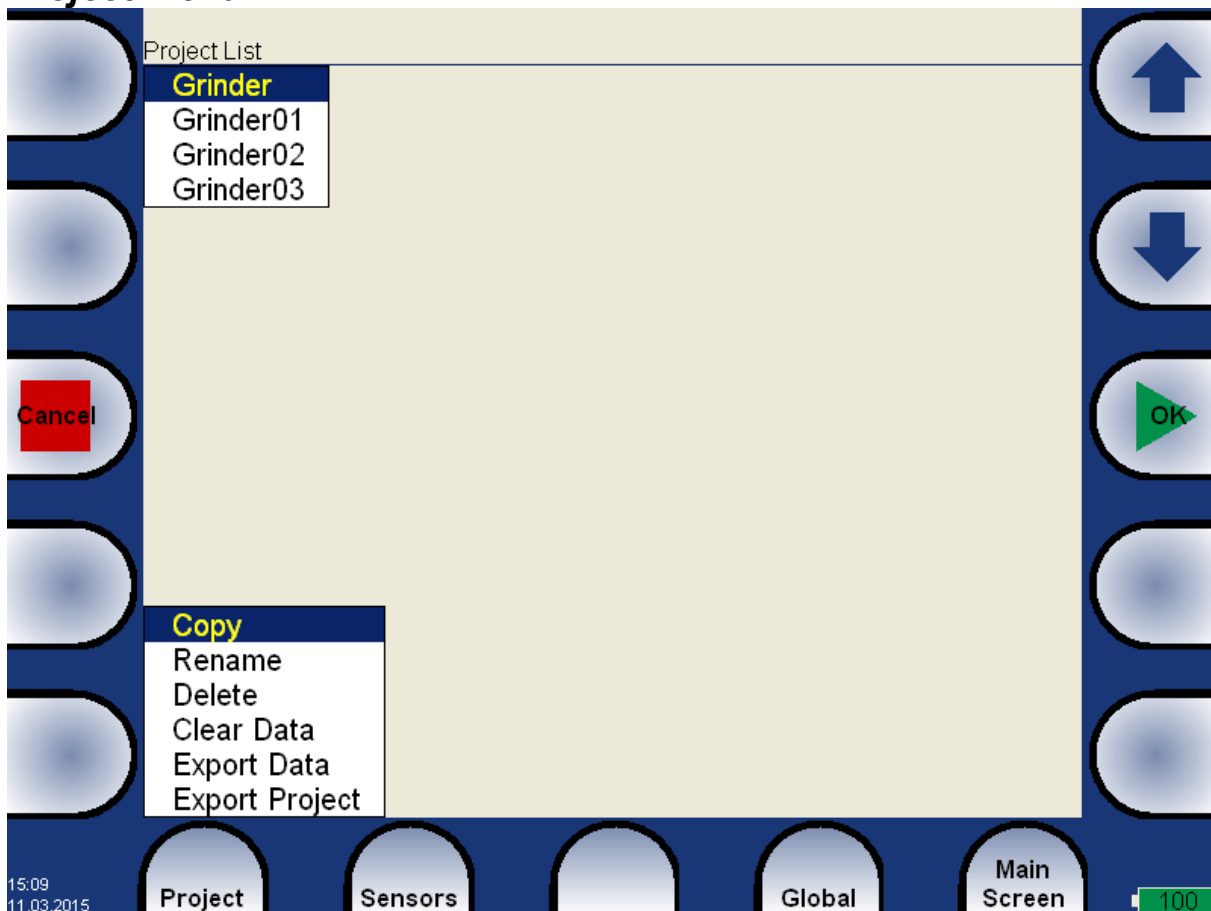 Project List
Grinder
Grinder01
Grinder02
Grinder03
Cancel
OK
Copy
Rename
Delete
Clear Data
Export Data
Export Project
15:09
11.03.2015
Project
Sensors
Global
Main
Screen
100